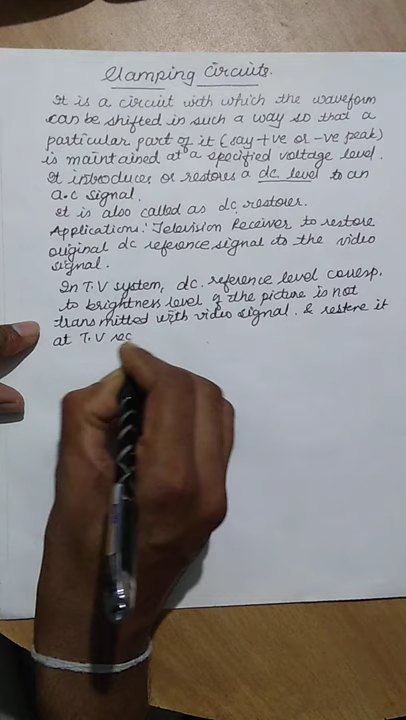 Clamping Circuits.
It is a circuit with which the waveform
can be shifted in such a way so that a
particular part of it (say +ve or -ve peak)
is maintained at a specified voltage level.
It introduces or restores a dc level to an
a.c signal.
It is also called as dc restorer.
Applications: Television Receiver to restore
original dc reference signal to the video
signal.
In T.V system, dc. reference level corresp.
to brightness level of the picture is not
transmitted with video signal. & restore it
at T.V rec